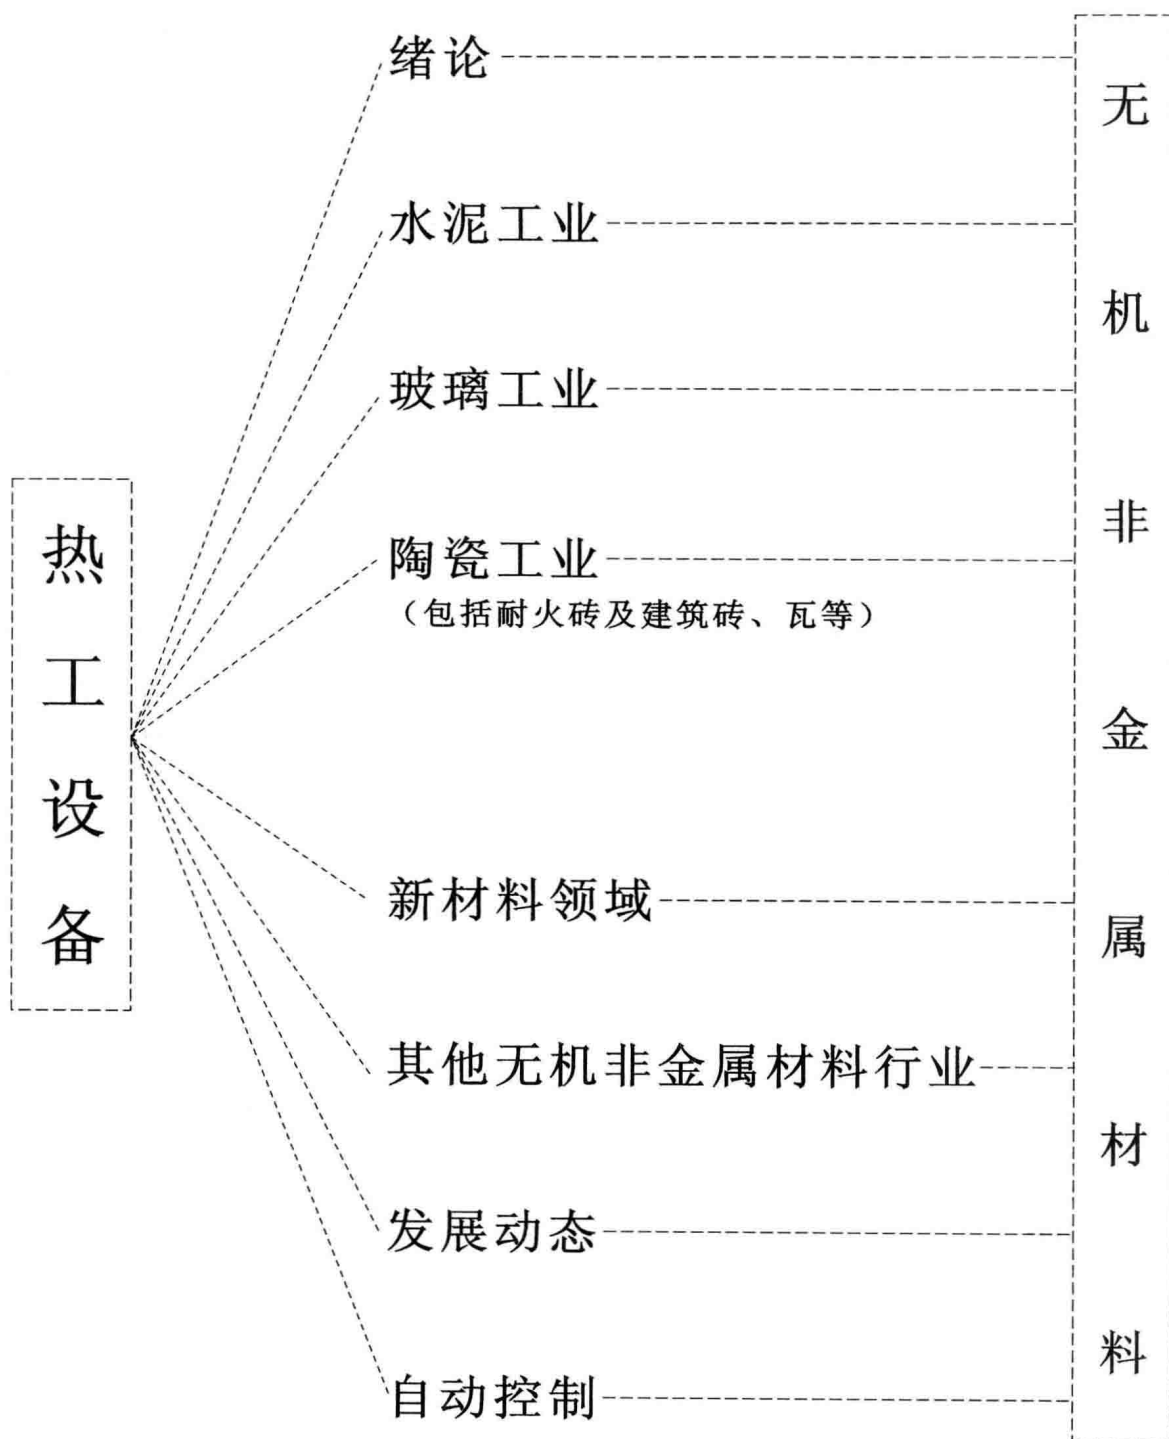 热工设备
绪论
水泥工业
玻璃工业
陶瓷工业
（包括耐火砖及建筑砖、瓦等）
新材料领域
其他无机非金属材料行业
发展动态
自动控制
无机非金属材料